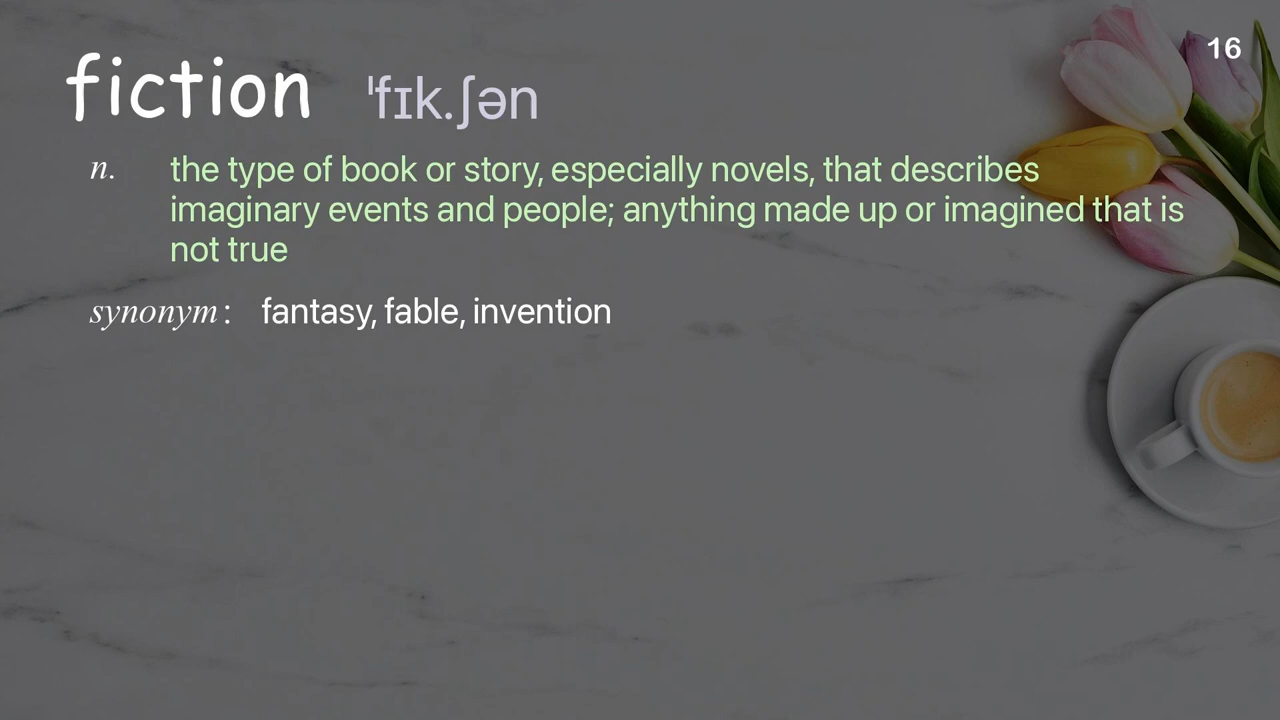 16
fiction ˈfɪk.ʃən
n. the type of book or story, especially novels, that describes
imaginary events and people; anything made up or imagined that is
not true
synonym: fantasy, fable, invention